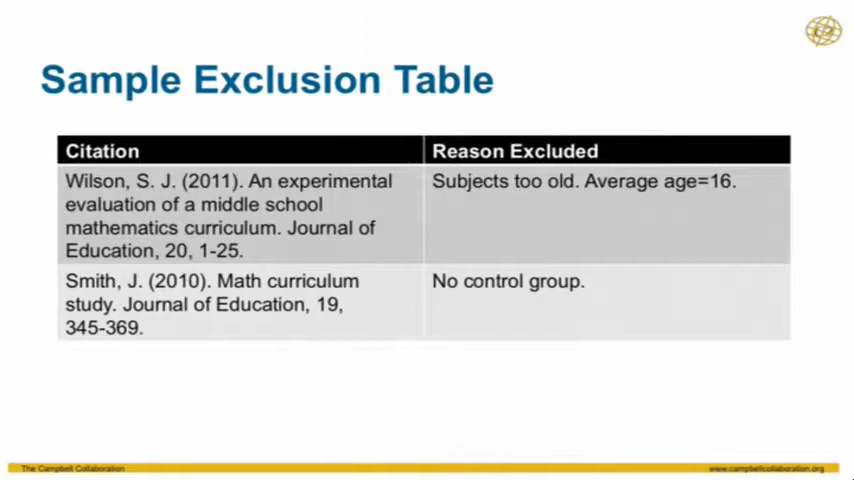 Sample Exclusion Table
Citation
Reason Excluded
Wilson, S. J. (2011). An experimental
evaluation of a middle school
mathematics curriculum. Journal of
Education, 20, 1-25.
Subjects too old. Average age=16.
Smith, J. (2010). Math curriculum
study. Journal of Education, 19,
345-369.
No control group.
The Campbell Collaboration
www.campbellcollaboration.org